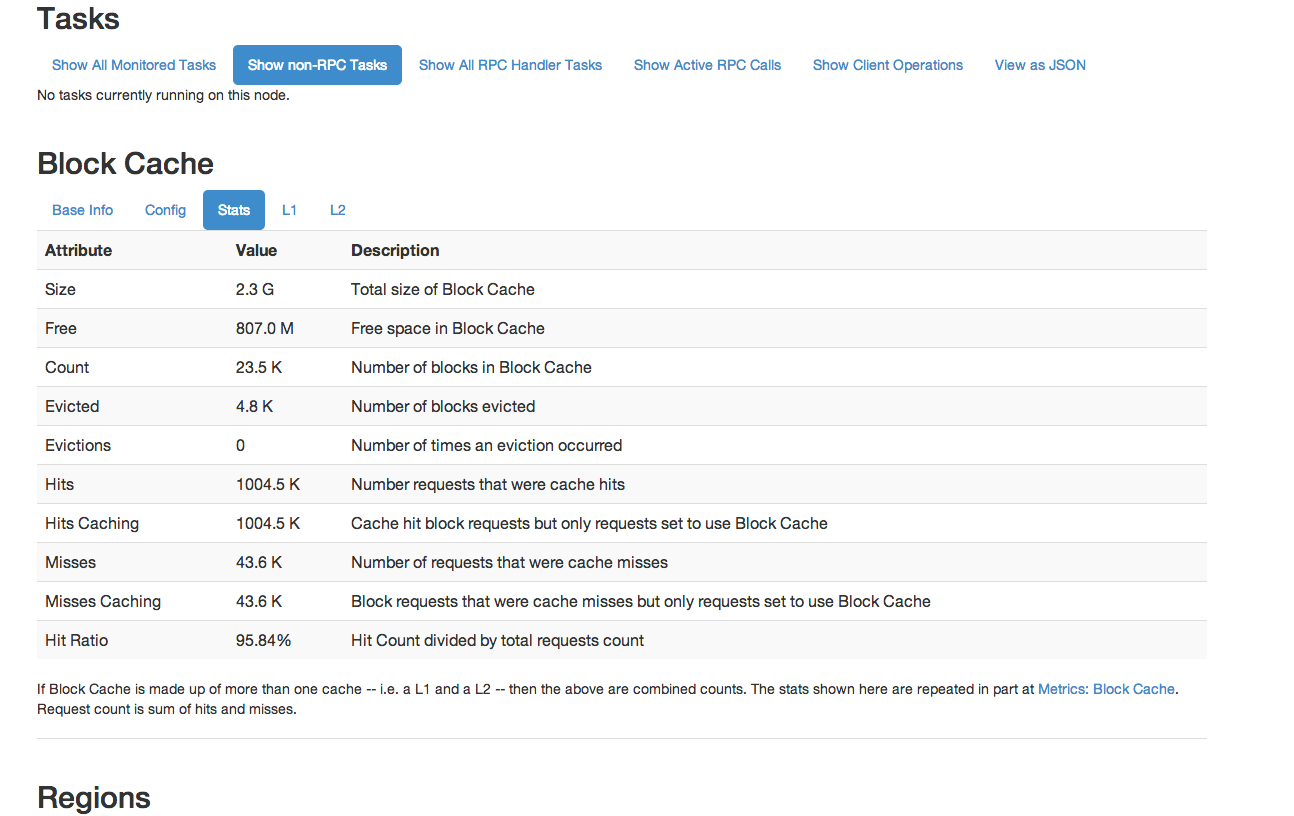 Tasks
Show All Monitored Tasks Show non-RPC Tasks Show All RPC Handler Tasks Show Active RPC Calls Show Client Operations View as JSON
No tasks currently running on this node.
Block Cache
Base Info Config Stats L1 L2
Attribute Value Description
Size 2.3 G Total size of Block Cache
Free 807.0 M Free space in Block Cache
Count 23.5 K Number of blocks in Block Cache
Evicted 4.8 K Number of blocks evicted
Evictions 0 Number of times an eviction occurred
Hits 1004.5 K Number requests that were cache hits
Hits Caching 1004.5 K Cache hit block requests but only requests set to use Block Cache
Misses 43.6 K Number of requests that were cache misses
Misses Caching 43.6 K Block requests that were cache misses but only requests set to use Block Cache
Hit Ratio 95.84% Hit Count divided by total requests count
If Block Cache is made up of more than one cache -- i.e. a L1 and a L2 -- then the above are combined counts. The stats shown here are repeated in part at Metrics: Block Cache.
Request count is sum of hits and misses.
Regions